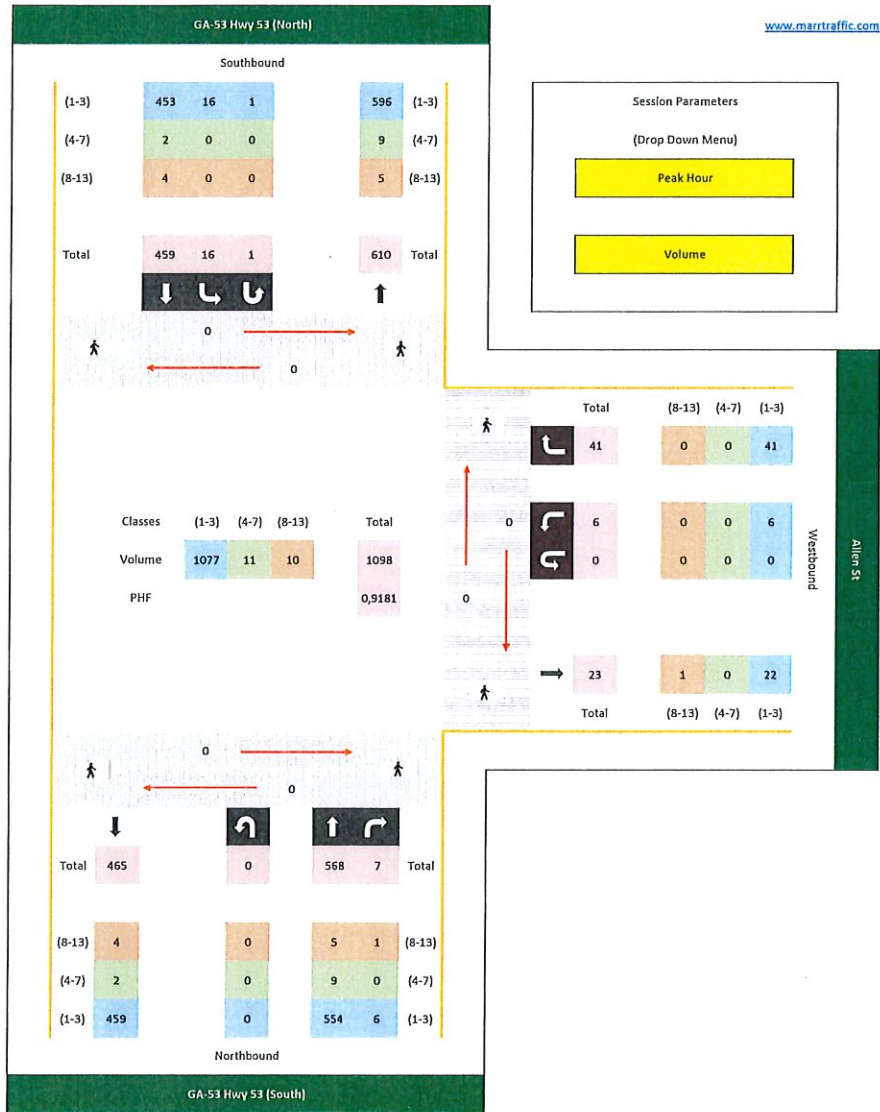 GA-53 Hwy 53 (North)
www.marrtraffic.com
Southbound
(1-3) 453 16 1 596 (1-3)
(4-7) 2 0 0 9 (4-7)
(8-13) 4 0 0 5 (8-13)
Total 459 16 1 610 Total
Session Parameters
(Drop Down Menu)
Peak Hour
Volume
0
0
Total (8-13) (4-7) (1-3)
41 0 0 41
0 6 0 0 6
0 0 0 0
Westbound
Allen St
Classes (1-3) (4-7) (8-13) Total
Volume 1077 11 10 1098
PHF 0,9181
0
23 1 0 22
Total (8-13) (4-7) (1-3)
0
0
Total 465 0 568 7 Total
(8-13) 4 0 5 1 (8-13)
(4-7) 2 0 9 0 (4-7)
(1-3) 459 0 554 6 (1-3)
Northbound
GA-53 Hwy 53 (South)